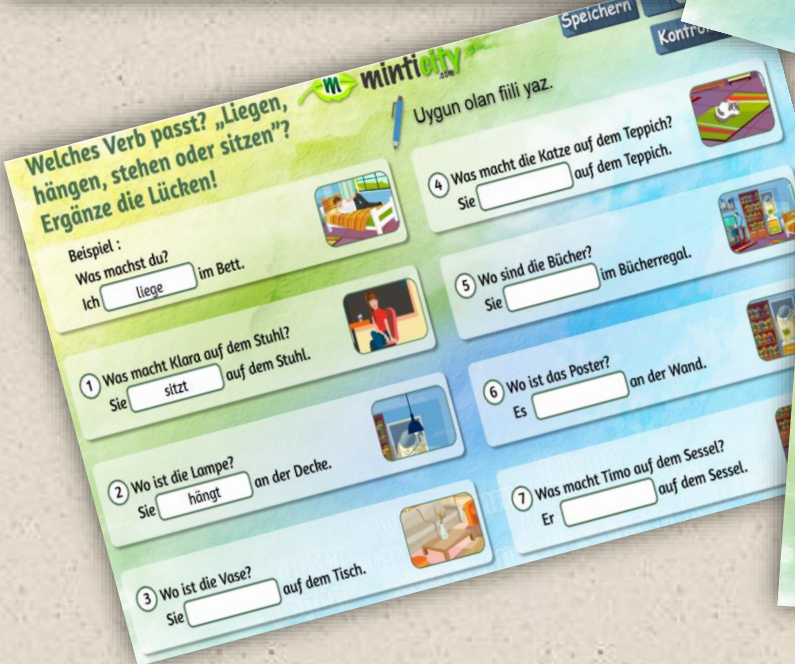 Speichern
minticity
.com
Welches Verb passt? „Liegen,
hängen, stehen oder sitzen”?
Ergänze die Lücken!
Uygun olan fiili yaz.
Beispiel :
Was machst du?
Ich liege im Bett.
1 Was macht Klara auf dem Stuhl?
Sie sitzt auf dem Stuhl.
2 Wo ist die Lampe?
Sie hängt an der Decke.
3 Wo ist die Vase?
Sie auf dem Tisch.
4 Was macht die Katze auf dem Teppich?
Sie auf dem Teppich.
5 Wo sind die Bücher?
Sie im Bücherregal.
6 Wo ist das Poster?
Es an der Wand.
7 Was macht Timo auf dem Sessel?
Er auf dem Sessel.